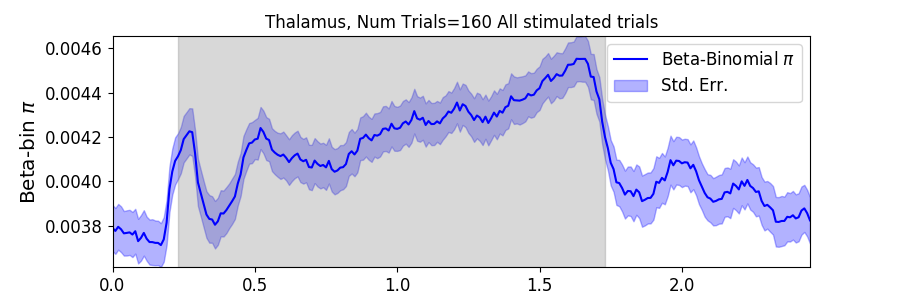 Thalamus, Num Trials=160 All stimulated trials
Beta-bin π
0.0046
0.0044
0.0042
0.0040
0.0038
Beta-Binomial π
Std. Err.
0.0 0.5 1.0 1.5 2.0